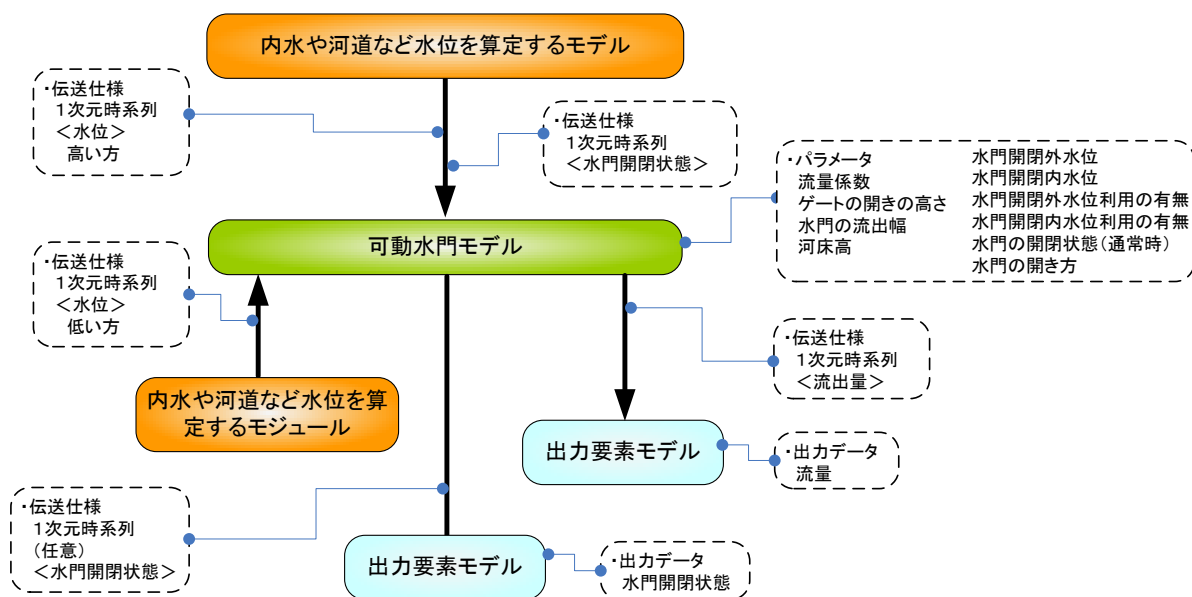 内水や河道など水位を算定するモデル
・伝送仕様
1次元時系列
<水位>
高い方
・伝送仕様
1次元時系列
<水門開閉状態>
・パラメータ
流量係数
ゲートの開きの高さ
水門の流出幅
河床高
水門開閉外水位
水門開閉内水位
水門開閉外水位利用の有無
水門開閉内水位利用の有無
水門の開閉状態(通常時)
水門の開き方
可動水門モデル
・伝送仕様
1次元時系列
<水位>
低い方
・伝送仕様
1次元時系列
<流出量>
内水や河道など水位を算
定するモジュール
出力要素モデル
・出力データ
流量
・伝送仕様
1次元時系列
(任意)
<水門開閉状態>
出力要素モデル
・出力データ
水門開閉状態